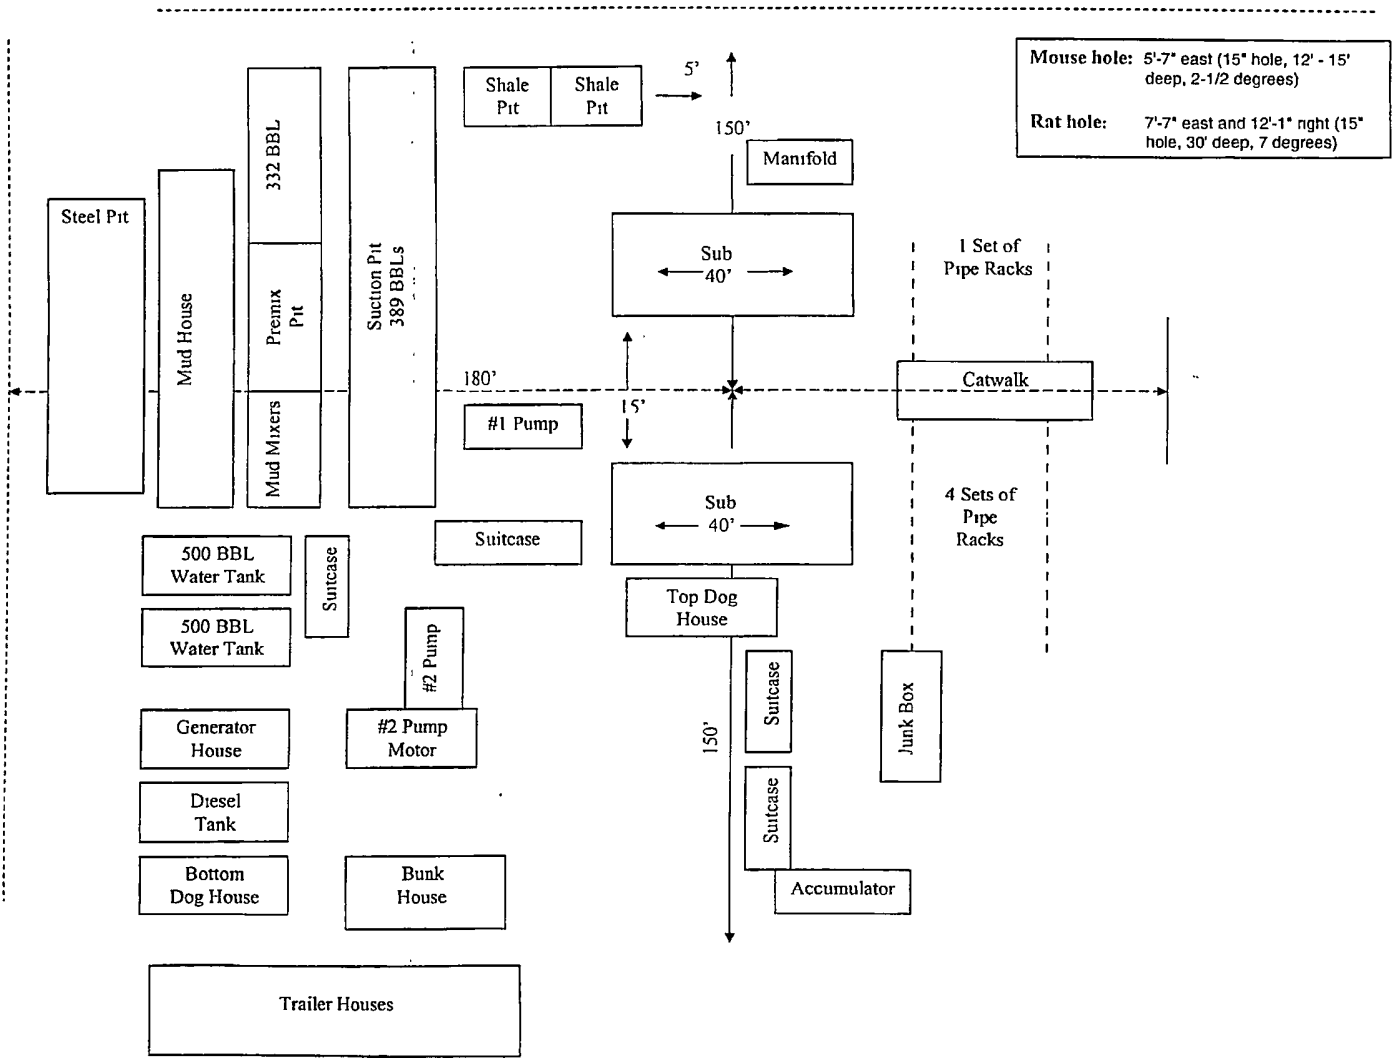 Mouse hole: 5'-7" east (15" hole, 12' - 15'
deep, 2-1/2 degrees)
Rat hole: 7'-7" east and 12'-1" right (15"
hole, 30' deep, 7 degrees)
Shale
Pit
Shale
Pit
5'
150'
Manifold
332 BBL
Steel Pit
Mud House
Premix
Pit
Suction Pit
389 BBLs
Sub
40'
1 Set of
Pipe Racks
180'
Catwalk
15'
#1 Pump
Mud Mixers
Sub
40'
4 Sets of
Pipe
Racks
Suitcase
500 BBL
Water Tank
Suitcase
Top Dog
House
500 BBL
Water Tank
#2 Pump
Suitcase
Junk Box
Generator
House
#2 Pump
Motor
150'
Diesel
Tank
Suitcase
Bottom
Dog House
Bunk
House
Accumulator
Trailer Houses